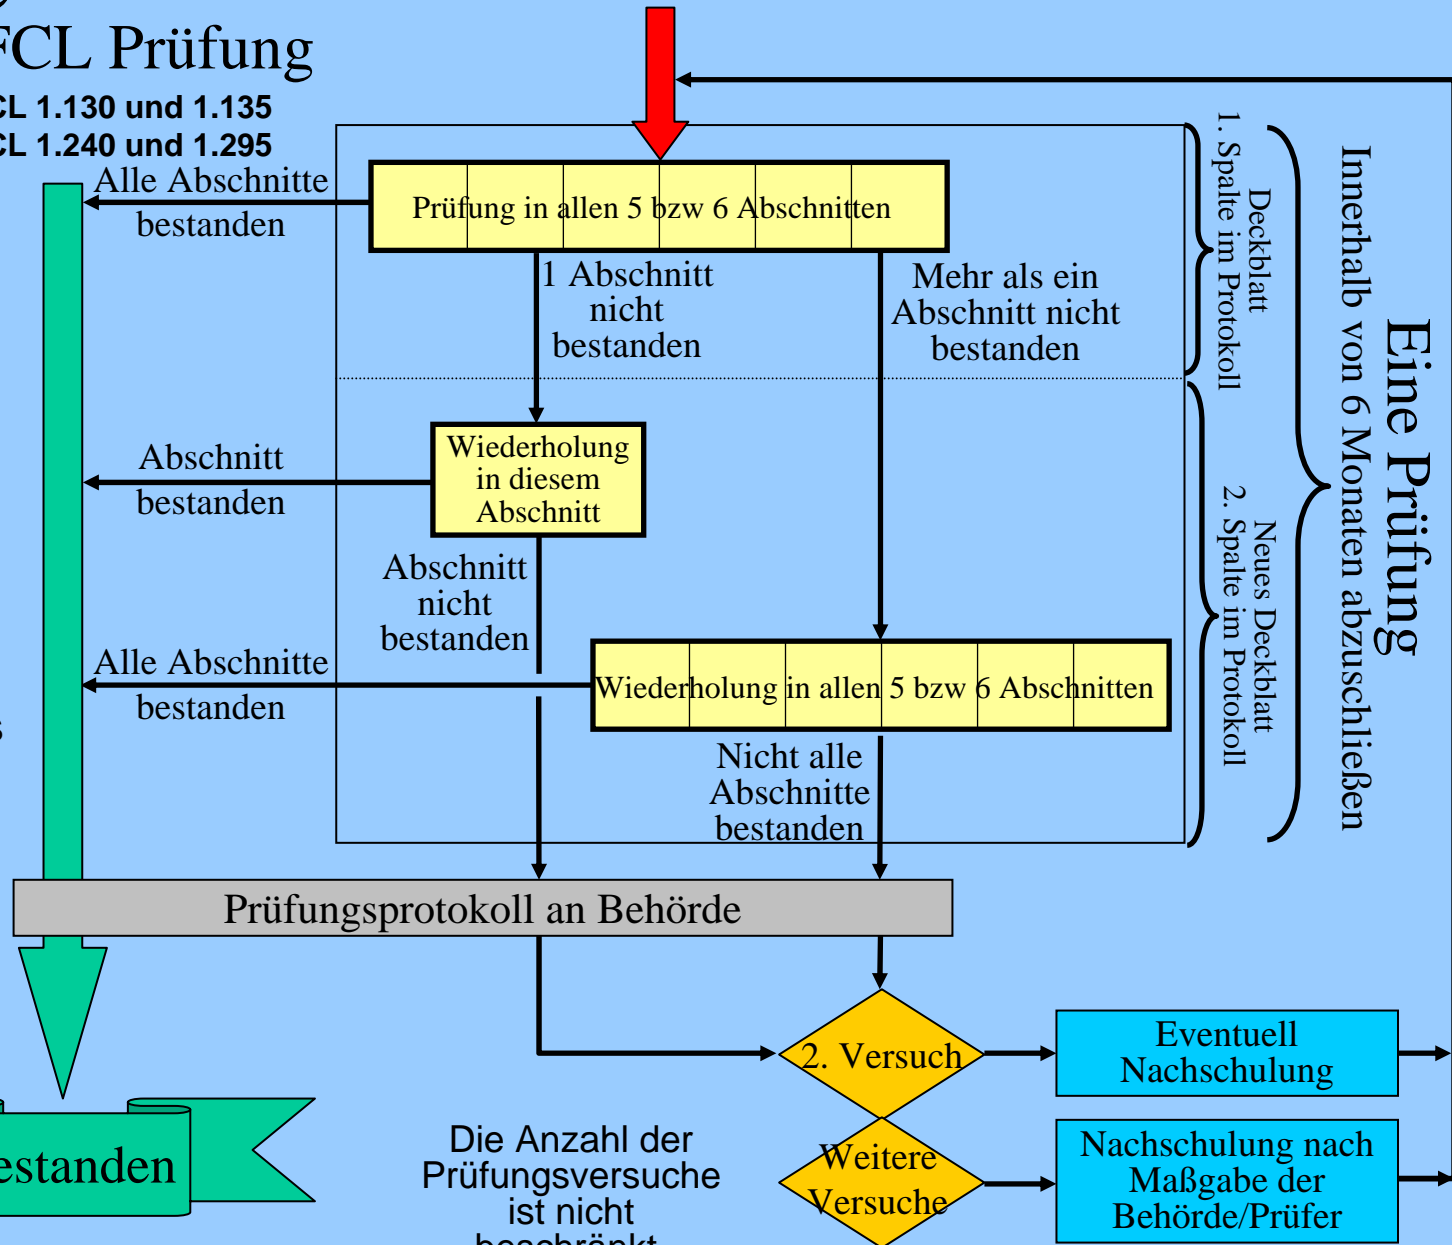 FCL Prüfung
CL 1.130 und 1.135
CL 1.240 und 1.295
Alle Abschnitte
bestanden
Prüfung in allen 5 bzw 6 Abschnitten
1 Abschnitt
nicht
bestanden
Mehr als ein
Abschnitt nicht
bestanden
Deckblatt
1. Spalte im Protokoll
Eine Prüfung
Innerhalb von 6 Monaten abzuschließen
Abschnitt
bestanden
Wiederholung
in diesem
Abschnitt
Neues Deckblatt
2. Spalte im Protokoll
Abschnitt
nicht
bestanden
Alle Abschnitte
bestanden
Wiederholung in allen 5 bzw 6 Abschnitten
Nicht alle
Abschnitte
bestanden
Prüfungsprotokoll an Behörde
2. Versuch
Eventuell
Nachschulung
estanden
Die Anzahl der
Prüfungsversuche
ist nicht
beschränkt
Weitere
Versuche
Nachschulung nach
Maßgabe der
Behörde/Prüfer